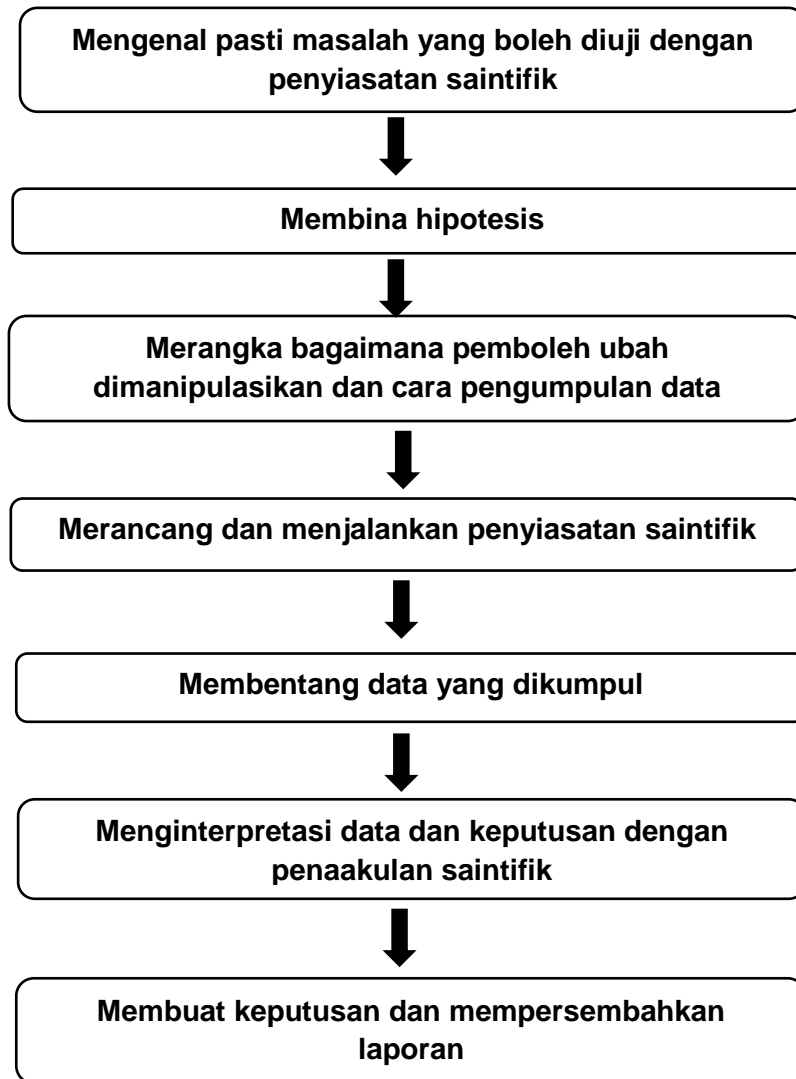 Mengenal pasti masalah yang boleh diuji dengan
penyiasatan saintifik
Membina hipotesis
Merangka bagaimana pemboleh ubah
dimanipulasikan dan cara pengumpulan data
Merancang dan menjalankan penyiasatan saintifik
Membentang data yang dikumpul
Menginterpretasi data dan keputusan dengan
penaakulan saintifik
Membuat keputusan dan mempersembahkan
laporan